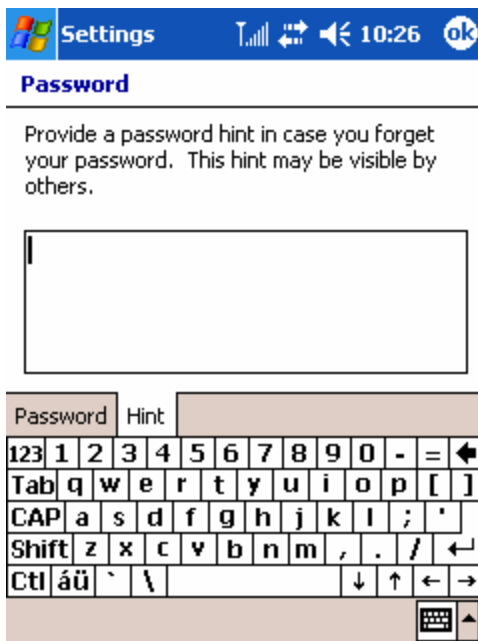 Settings 10:26 ok
Password
Provide a password hint in case you forget
your password. This hint may be visible by
others.
Password Hint
123 1 2 3 4 5 6 7 8 9 0 - =
Tab q w e r t y u i o p [ ]
CAP a s d f g h j k l ; '
Shift z x c v b n m , . /
Ctl áü ` \